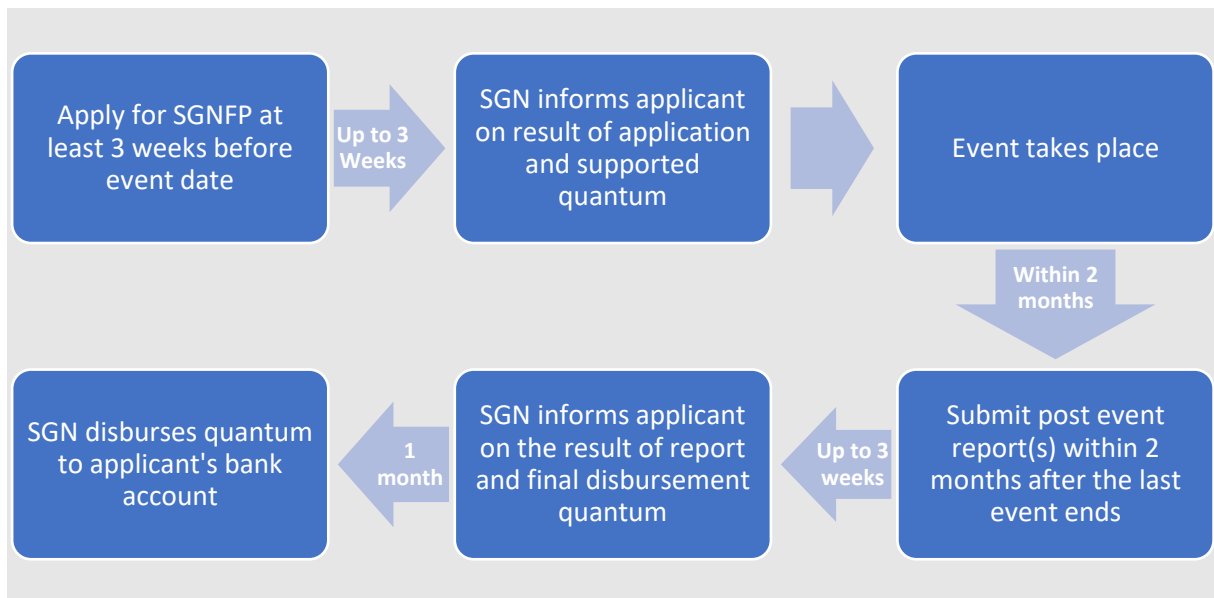 Apply for SGNFP at
least 3 weeks before
event date
Up to 3
Weeks
SGN informs applicant
on result of application
and supported
quantum
Event takes place
Within 2
months
Submit post event
report(s) within 2
months after the last
event ends
Up to 3
weeks
SGN informs applicant
on the result of report
and final disbursement
quantum
1
month
SGN disburses quantum
to applicant's bank
account